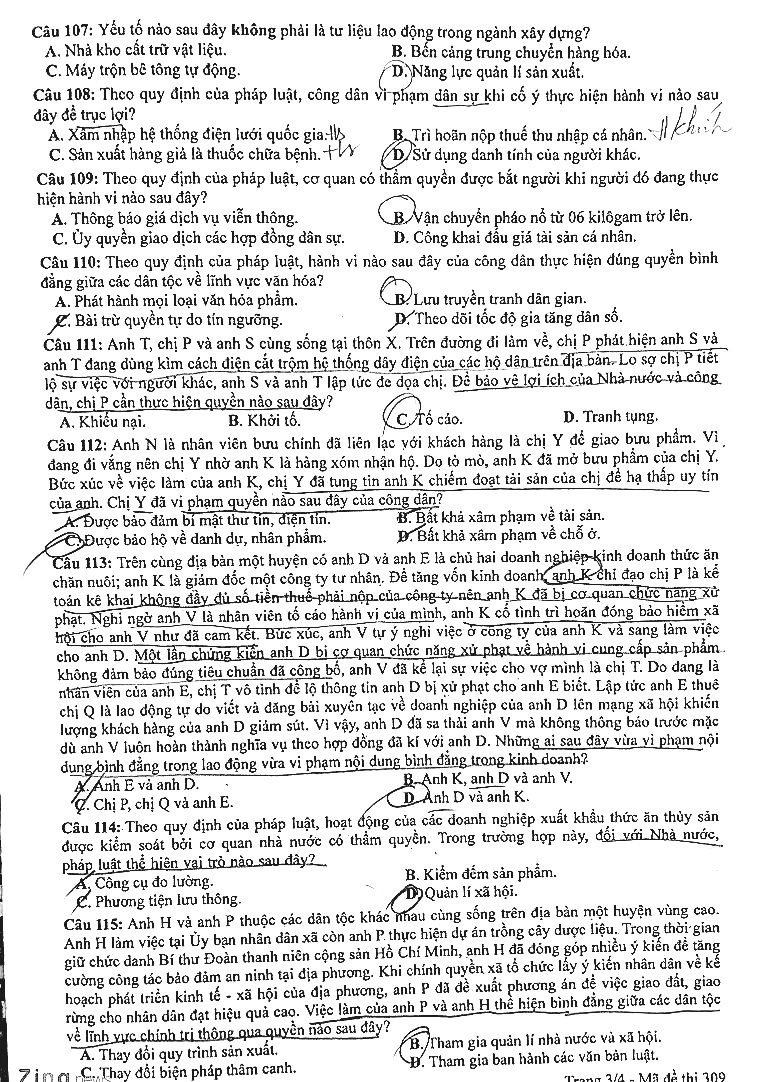 Câu 107: Yếu tố nào sau đây không phải là tư liệu lao động trong ngành xây dựng?
A. Nhà kho cất trữ vật liệu. B. Bến cảng trung chuyển hàng hóa.
C. Máy trộn bê tông tự động. D. Năng lực quản lí sản xuất.
Câu 108: Theo quy định của pháp luật, công dân vi phạm dân sự khi cố ý thực hiện hành vi nào sau
đây để trục lợi?
A. Xâm nhập hệ thống điện lưới quốc gia. B. Trì hoãn nộp thuế thu nhập cá nhân.
C. Sản xuất hàng giả là thuốc chữa bệnh. D. Sử dụng danh tính của người khác.
Câu 109: Theo quy định của pháp luật, cơ quan có thẩm quyền được bắt người khi người đó đang thực
hiện hành vi nào sau đây?
A. Thông báo giá dịch vụ viễn thông. B. Vận chuyển pháo nổ từ 06 kilôgam trở lên.
C. Ủy quyền giao dịch các hợp đồng dân sự. D. Công khai đấu giá tài sản cá nhân.
Câu 110: Theo quy định của pháp luật, hành vi nào sau đây của công dân thực hiện đúng quyền bình
đẳng giữa các dân tộc về lĩnh vực văn hóa?
A. Phát hành mọi loại văn hóa phẩm. B. Lưu truyền tranh dân gian.
C. Bài trừ quyền tự do tín ngưỡng. D. Theo dõi tốc độ gia tăng dân số.
Câu 111: Anh T, chị P và anh S cùng sống tại thôn X. Trên đường đi làm về, chị P phát hiện anh S và
anh T đang dùng kìm cách điện cắt trộm hệ thống dây điện của các hộ dân trên địa bàn. Lo sợ chị P tiết
lộ sự việc với người khác, anh S và anh T lập tức đe dọa chị. Để bảo vệ lợi ích của Nhà nước và công
dân, chị P cần thực hiện quyền nào sau đây?
A. Khiếu nại. B. Khởi tố. C. Tố cáo. D. Tranh tụng.
Câu 112: Anh N là nhân viên bưu chính đã liên lạc với khách hàng là chị Y để giao bưu phẩm. Vì
đang đi vắng nên chị Y nhờ anh K là hàng xóm nhận hộ. Do tò mò, anh K đã mở bưu phẩm của chị Y.
Bức xúc về việc làm của anh K, chị Y đã tung tin anh K chiếm đoạt tài sản của chị để hạ thấp uy tín
của anh. Chị Y đã vi phạm quyền nào sau đây của công dân?
A. Được bảo đảm bí mật thư tín, điện tín. B. Bất khả xâm phạm về tài sản.
C. Được bảo hộ về danh dự, nhân phẩm. D. Bất khả xâm phạm về chỗ ở.
Câu 113: Trên cùng địa bàn một huyện có anh D và anh E là chủ hai doanh nghiệp kinh doanh thức ăn
chăn nuôi; anh K là giám đốc một công ty tư nhân. Để tăng vốn kinh doanh, anh K chỉ đạo chị P là kế
toán kê khai không đầy đủ số tiền thuế phải nộp của công ty nên anh K đã bị cơ quan chức năng xử
phạt. Nghi ngờ anh V là nhân viên tố cáo hành vi của mình, anh K cố tình trì hoãn đóng bảo hiểm xã
hội cho anh V như đã cam kết. Bức xúc, anh V tự ý nghỉ việc ở công ty của anh K và sang làm việc
cho anh D. Một lần chứng kiến anh D bị cơ quan chức năng xử phạt về hành vi cung cấp sản phẩm
không đảm bảo đúng tiêu chuẩn đã công bố, anh V đã kể lại sự việc cho vợ mình là chị T. Do đang là
nhân viên của anh E, chị T vô tình để lộ thông tin anh D bị xử phạt cho anh E biết. Lập tức anh E thuê
chị Q là lao động tự do viết và đăng bài xuyên tạc về doanh nghiệp của anh D lên mạng xã hội khiến
lượng khách hàng của anh D giảm sút. Vì vậy, anh D đã sa thải anh V mà không thông báo trước mặc
dù anh V luôn hoàn thành nghĩa vụ theo hợp đồng đã kí với anh D. Những ai sau đây vừa vi phạm nội
dung bình đẳng trong lao động vừa vi phạm nội dung bình đẳng trong kinh doanh?
A. Anh E và anh D. B. Anh K, anh D và anh V.
C. Chị P, chị Q và anh E. D. Anh D và anh K.
Câu 114: Theo quy định của pháp luật, hoạt động của các doanh nghiệp xuất khẩu thức ăn thủy sản
được kiểm soát bởi cơ quan nhà nước có thẩm quyền. Trong trường hợp này, đối với Nhà nước,
pháp luật thể hiện vai trò nào sau đây?
A. Công cụ đo lường. B. Kiểm đếm sản phẩm.
C. Phương tiện lưu thông. D. Quản lí xã hội.
Câu 115: Anh H và anh P thuộc các dân tộc khác nhau cùng sống trên địa bàn một huyện vùng cao.
Anh H làm việc tại Ủy ban nhân dân xã còn anh P thực hiện dự án trồng cây dược liệu. Trong thời gian
giữ chức danh Bí thư Đoàn thanh niên cộng sản Hồ Chí Minh, anh H đã đóng góp nhiều ý kiến để tăng
cường công tác bảo đảm an ninh tại địa phương. Khi chính quyền xã tổ chức lấy ý kiến nhân dân về kế
hoạch phát triển kinh tế - xã hội của địa phương, anh P đã đề xuất phương án để việc giao đất, giao
rừng cho nhân dân đạt hiệu quả cao. Việc làm của anh P và anh H thể hiện bình đẳng giữa các dân tộc
về lĩnh vực chính trị thông qua quyền nào sau đây?
A. Thay đổi quy trình sản xuất. B. Tham gia quản lí nhà nước và xã hội.
C. Thay đổi biện pháp thâm canh. D. Tham gia ban hành các văn bản luật.
Zing news Trang 3/4 - Mã đề thi 309